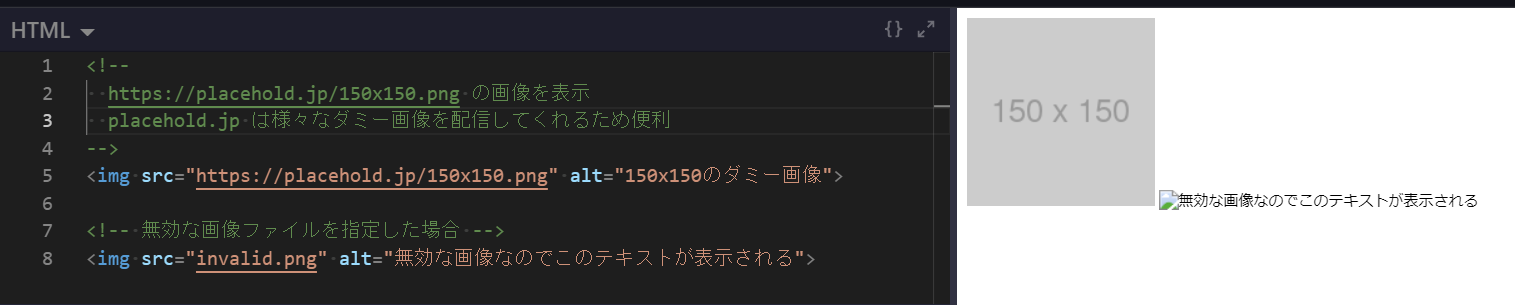 HTML
{}
1 <!--
2 https://placehold.jp/150x150.png の画像を表示
3 placehold.jp は様々なダミー画像を配信してくれるため便利
4 -->
5 <img src="https://placehold.jp/150x150.png" alt="150x150のダミー画像">
6
7 <!-- 無効な画像ファイルを指定した場合 -->
8 <img src="invalid.png" alt="無効な画像なのでこのテキストが表示される">
150 x 150
無効な画像なのでこのテキストが表示される